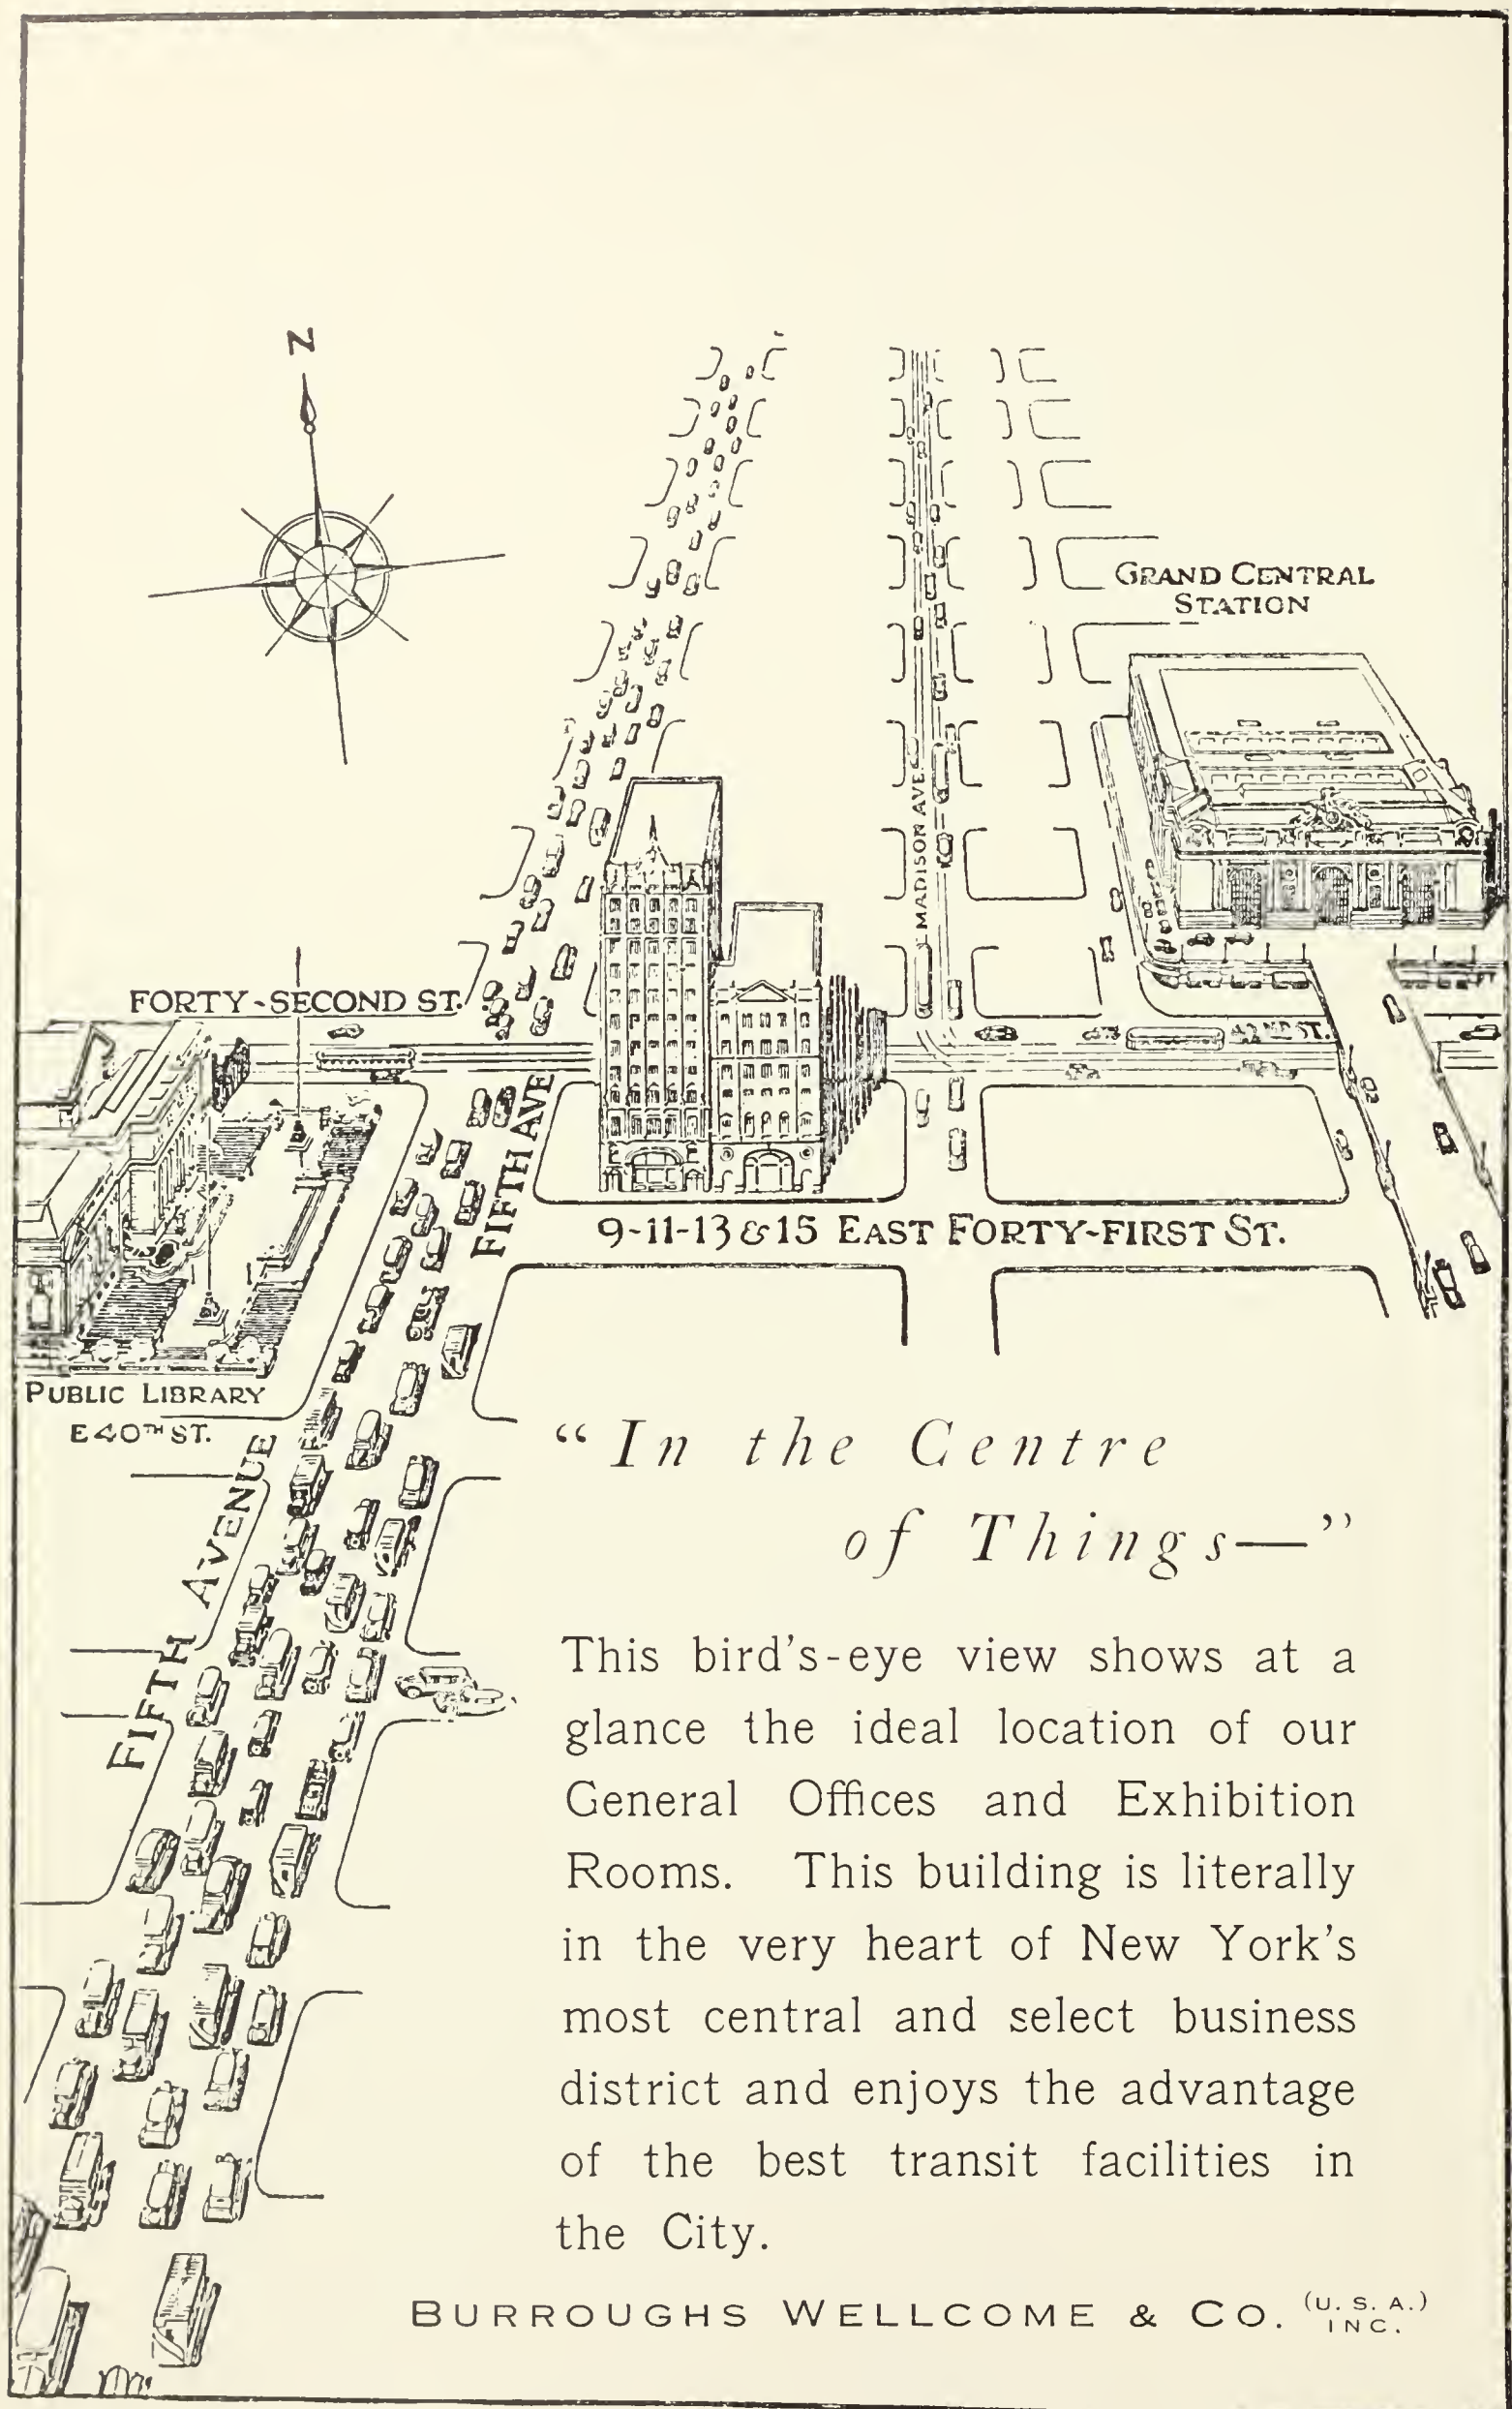 N
GRAND CENTRAL
STATION
MADISON AVE.
FORTY-SECOND ST.
42ND ST.
FIFTH AVE
9-11-13 & 15 EAST FORTY-FIRST ST.
PUBLIC LIBRARY
E 40TH ST.
FIFTH AVENUE
“In the Centre
of Things—”
This bird's-eye view shows at a
glance the ideal location of our
General Offices and Exhibition
Rooms. This building is literally
in the very heart of New York's
most central and select business
district and enjoys the advantage
of the best transit facilities in
the City.
BURROUGHS WELLCOME & CO. (U. S. A.)
INC.